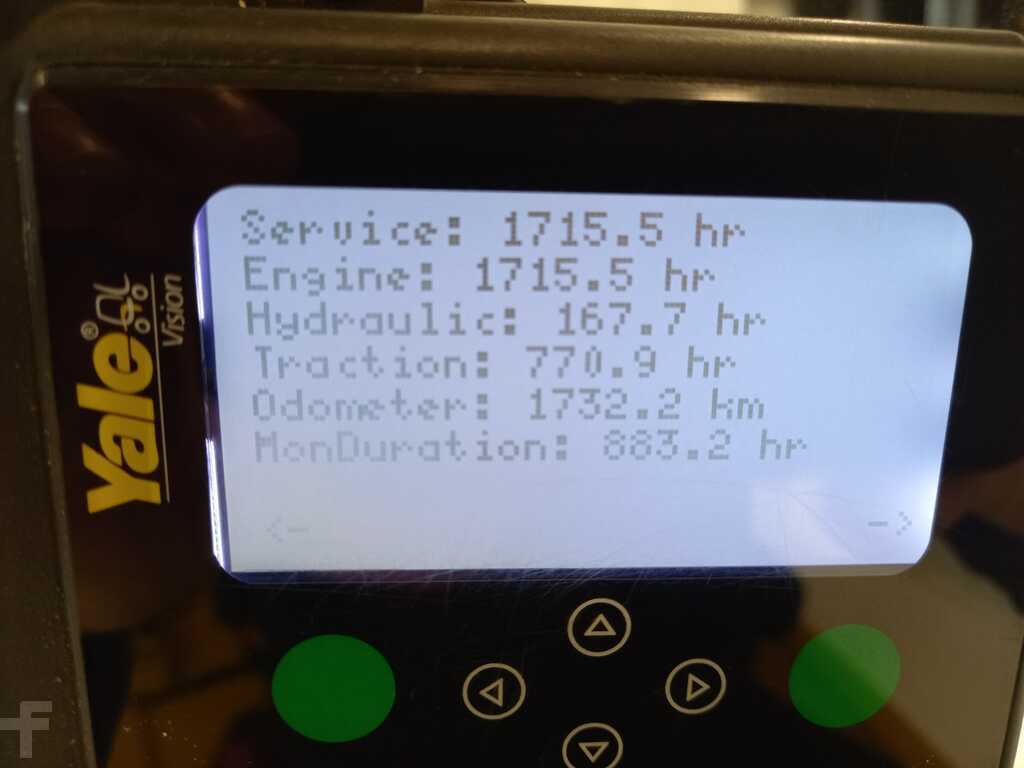 Service: 1715.5 hr
Engine: 1715.5 hr
Hydraulic: 167.7 hr
Traction: 770.9 hr
Odometer: 1732.2 km
MonDuration: 883.2 hr
<- ->
Yale®
Vision